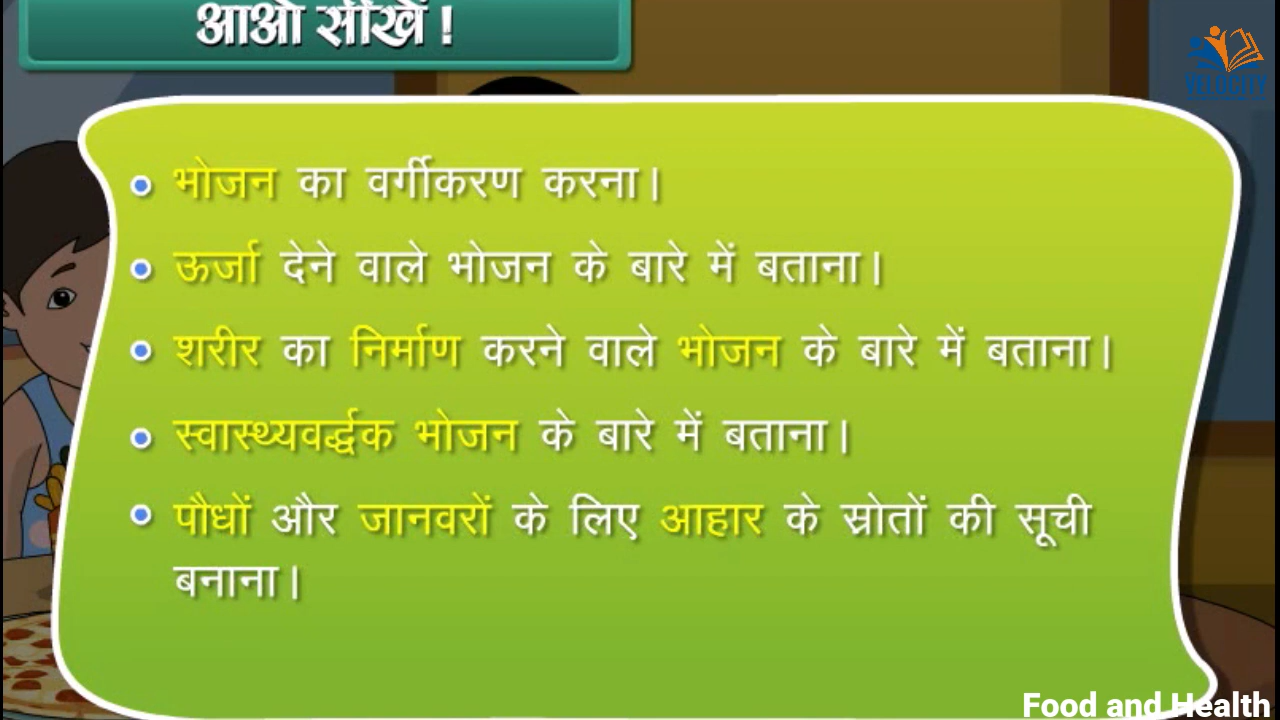 आओ सीखें !
VELOCITY
भोजन का वर्गीकरण करना।
ऊर्जा देने वाले भोजन के बारे में बताना।
शरीर का निर्माण करने वाले भोजन के बारे में बताना।
स्वास्थ्यवर्द्धक भोजन के बारे में बताना।
पौधों और जानवरों के लिए आहार के स्रोतों की सूची
बनाना।
Food and Health